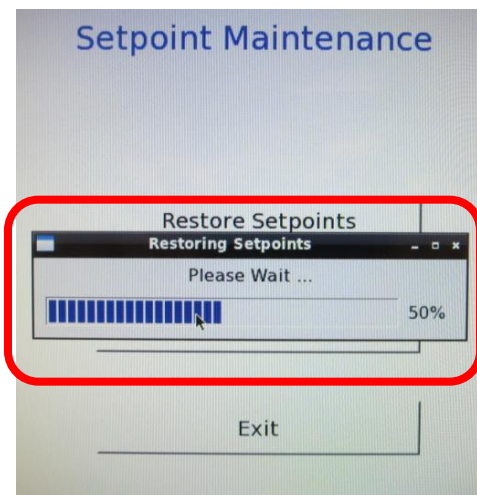 Setpoint Maintenance
Restore Setpoints
Restoring Setpoints
Please Wait ...
50%
Exit